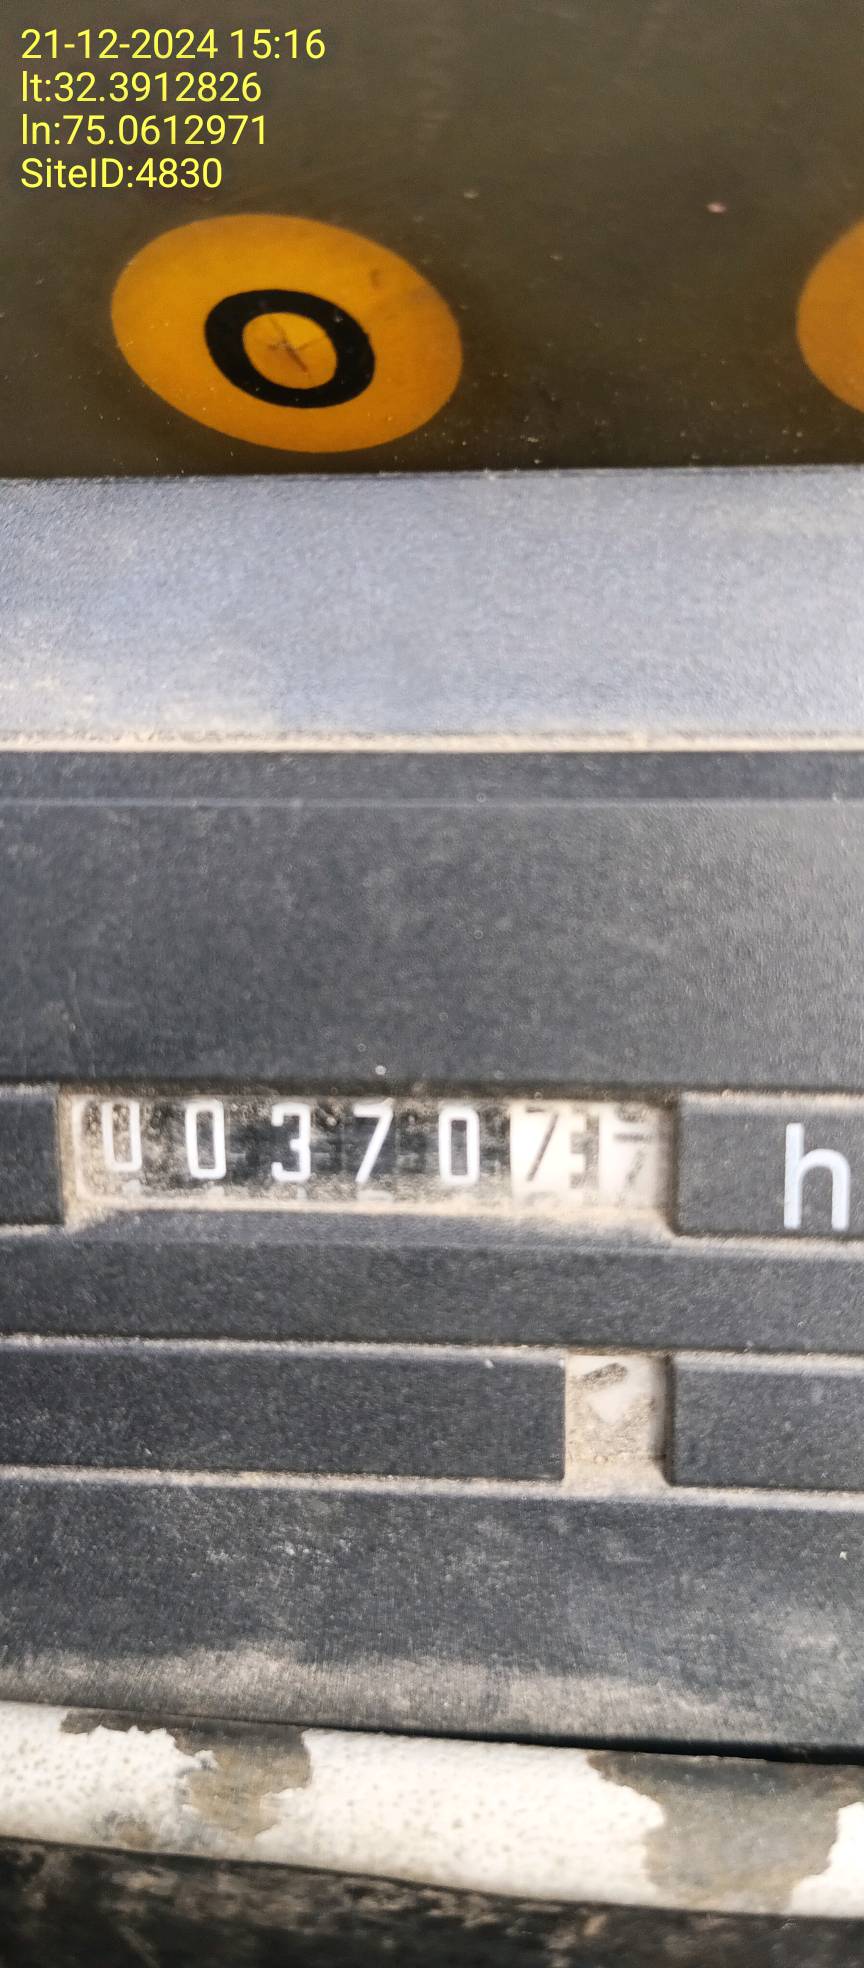 21-12-2024 15:16
lt:32.3912826
ln:75.0612971
SiteID:4830
O
003707 h